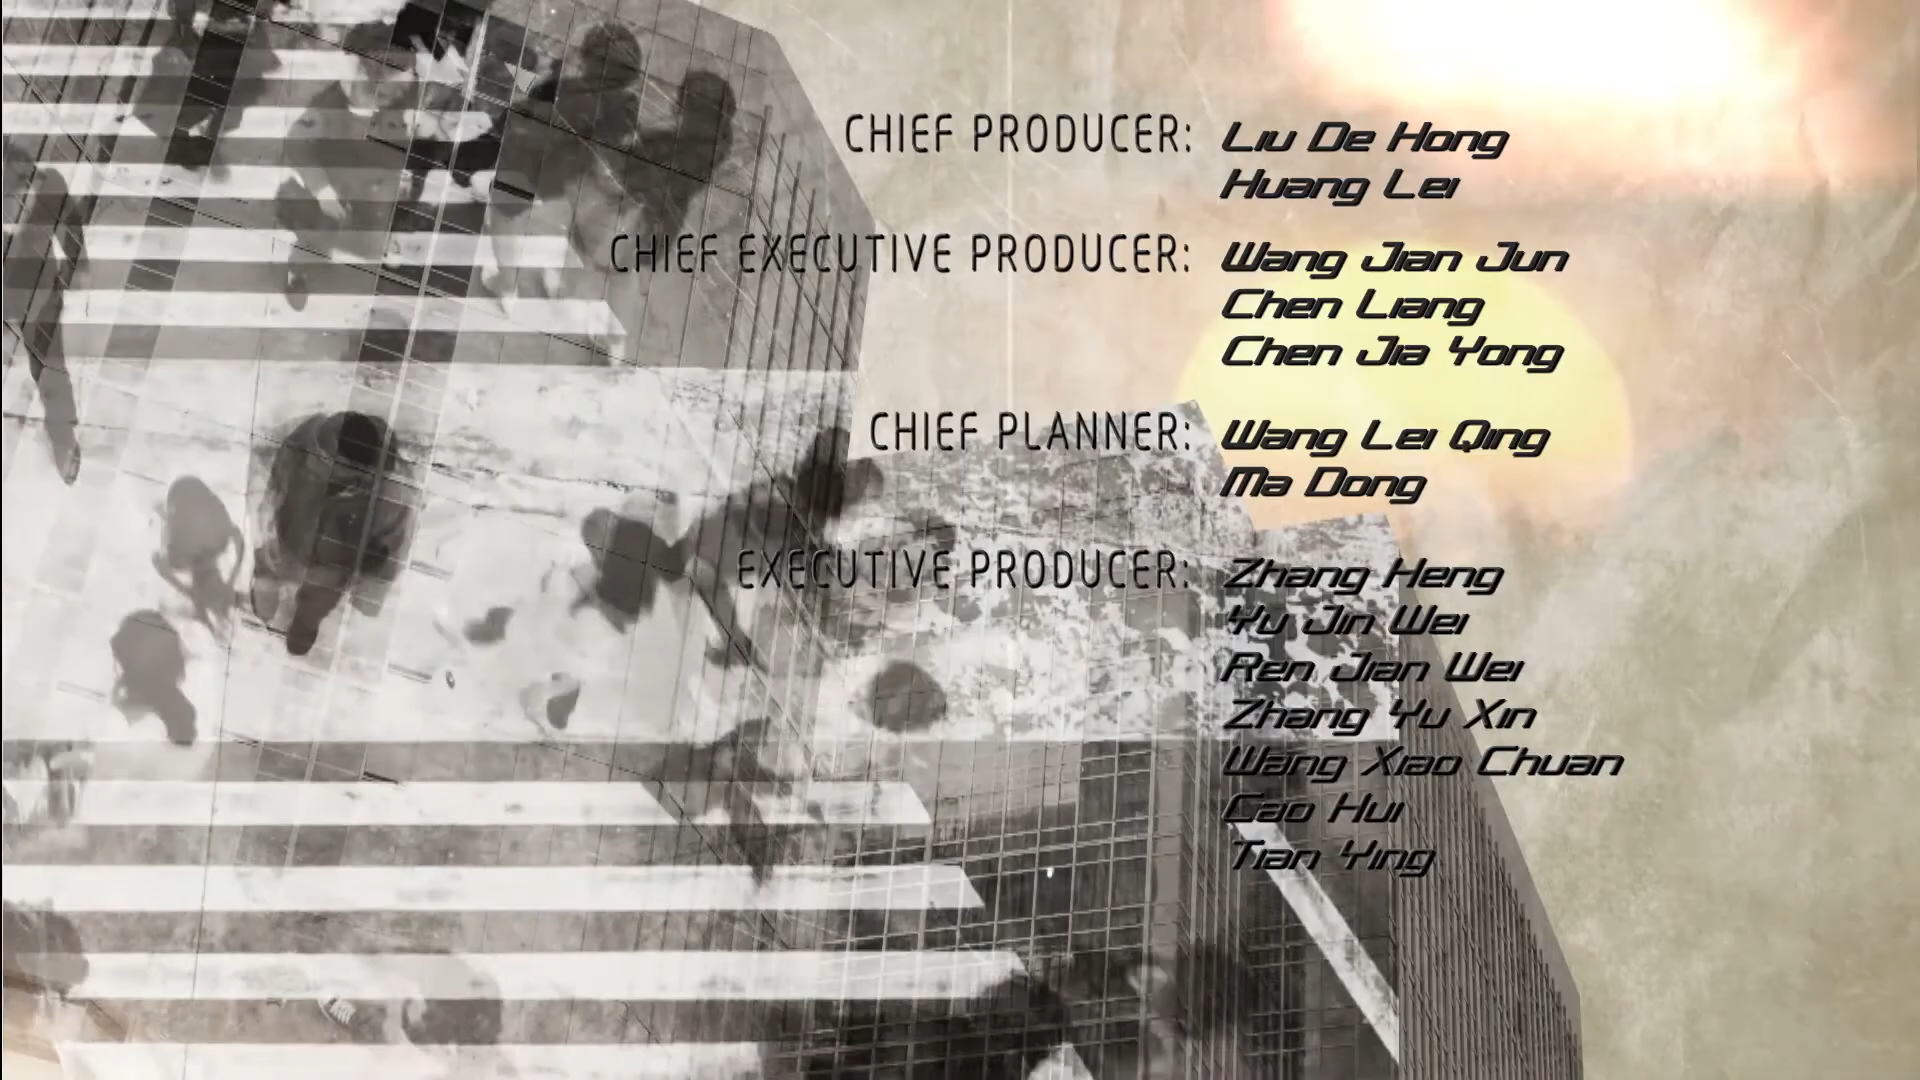 CHIEF PRODUCER: Liu De Hong
Huang Lei
CHIEF EXECUTIVE PRODUCER: Wang Jian Jun
Chen Liang
Chen Jia Yong
CHIEF PLANNER: Wang Lei Qing
Ma Dong
EXECUTIVE PRODUCER: Zhang Heng
Yu Jin Wei
Ren Jian Wei
Zhang Yu Xin
Wang Xiao Chuan
Cao Hui
Tian Ying